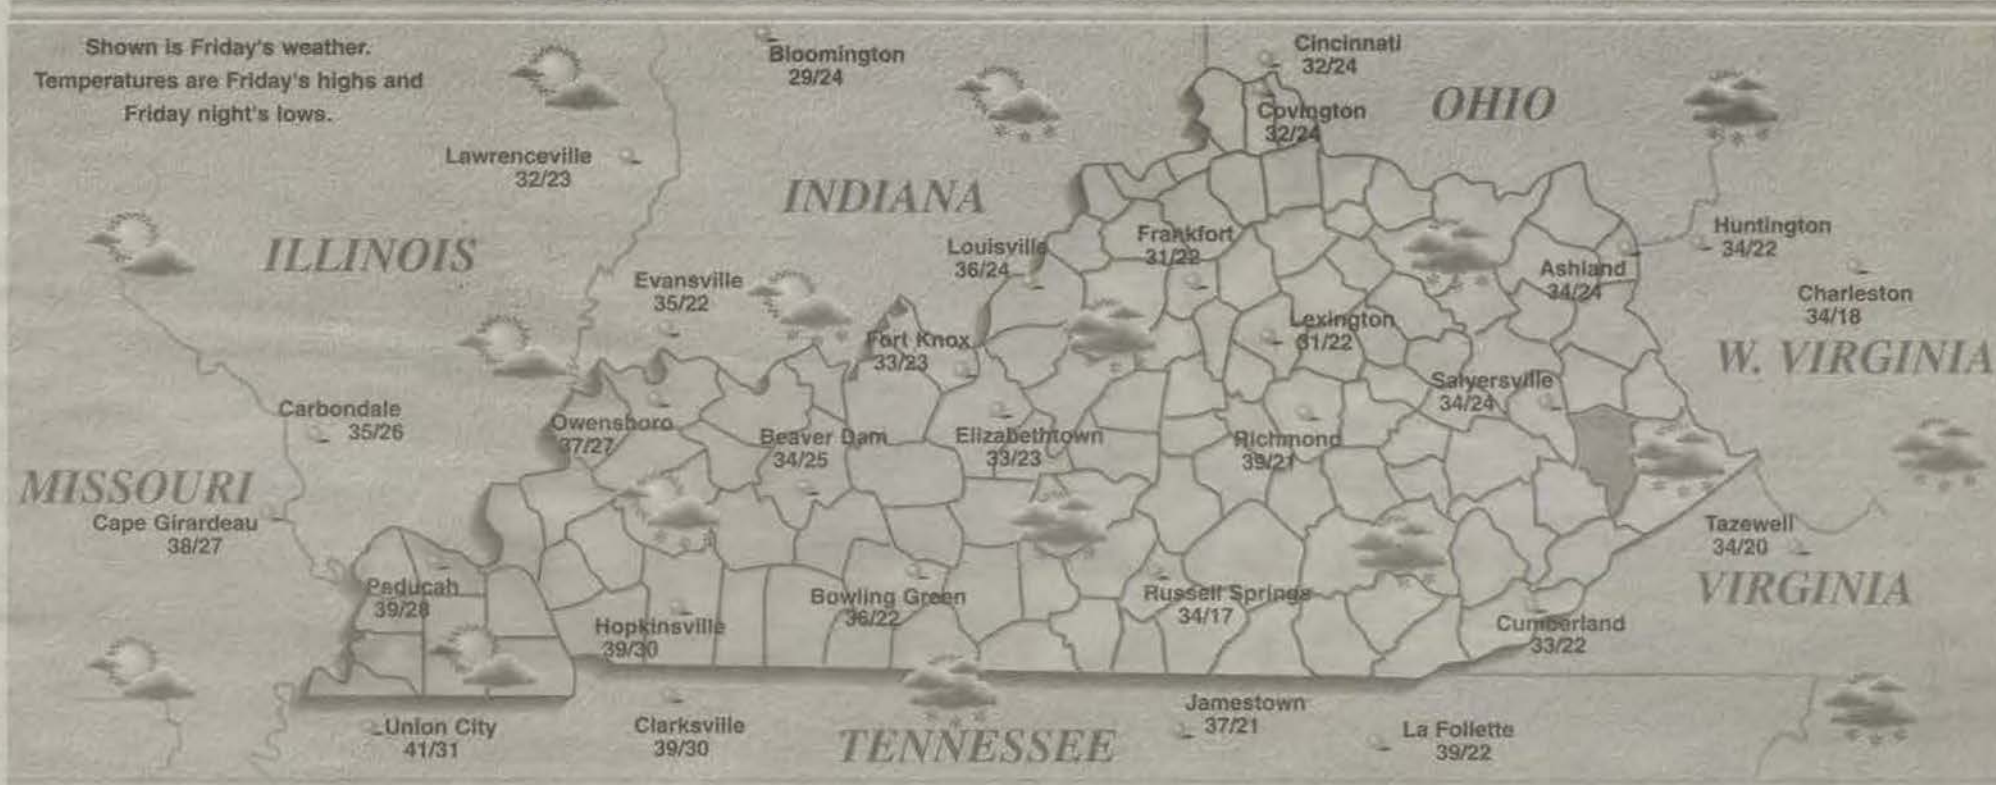 Shown is Friday's weather.
Temperatures are Friday's highs and
Friday night's lows.
Bloomington
29/24
Cincinnati
32/24
Covington
32/24
OHIO
Lawrenceville
32/23
INDIANA
ILLINOIS
Louisville
36/24
Frankfort
31/22
Huntington
34/22
Ashland
34/24
Charleston
34/18
Evansville
35/22
Fort Knox
33/23
Lexington
31/22
W. VIRGINIA
Salyersville
34/24
Carbondale
35/26
Owensboro
37/27
Beaver Dam
34/25
Elizabethtown
33/23
Richmond
39/21
MISSOURI
Cape Girardeau
38/27
Tazewell
34/20
VIRGINIA
Paducah
39/28
Hopkinsville
39/30
Bowling Green
36/22
Russell Springs
34/17
Cumberland
33/22
Union City
41/31
Clarksville
39/30
TENNESSEE
Jamestown
37/21
La Follette
39/22